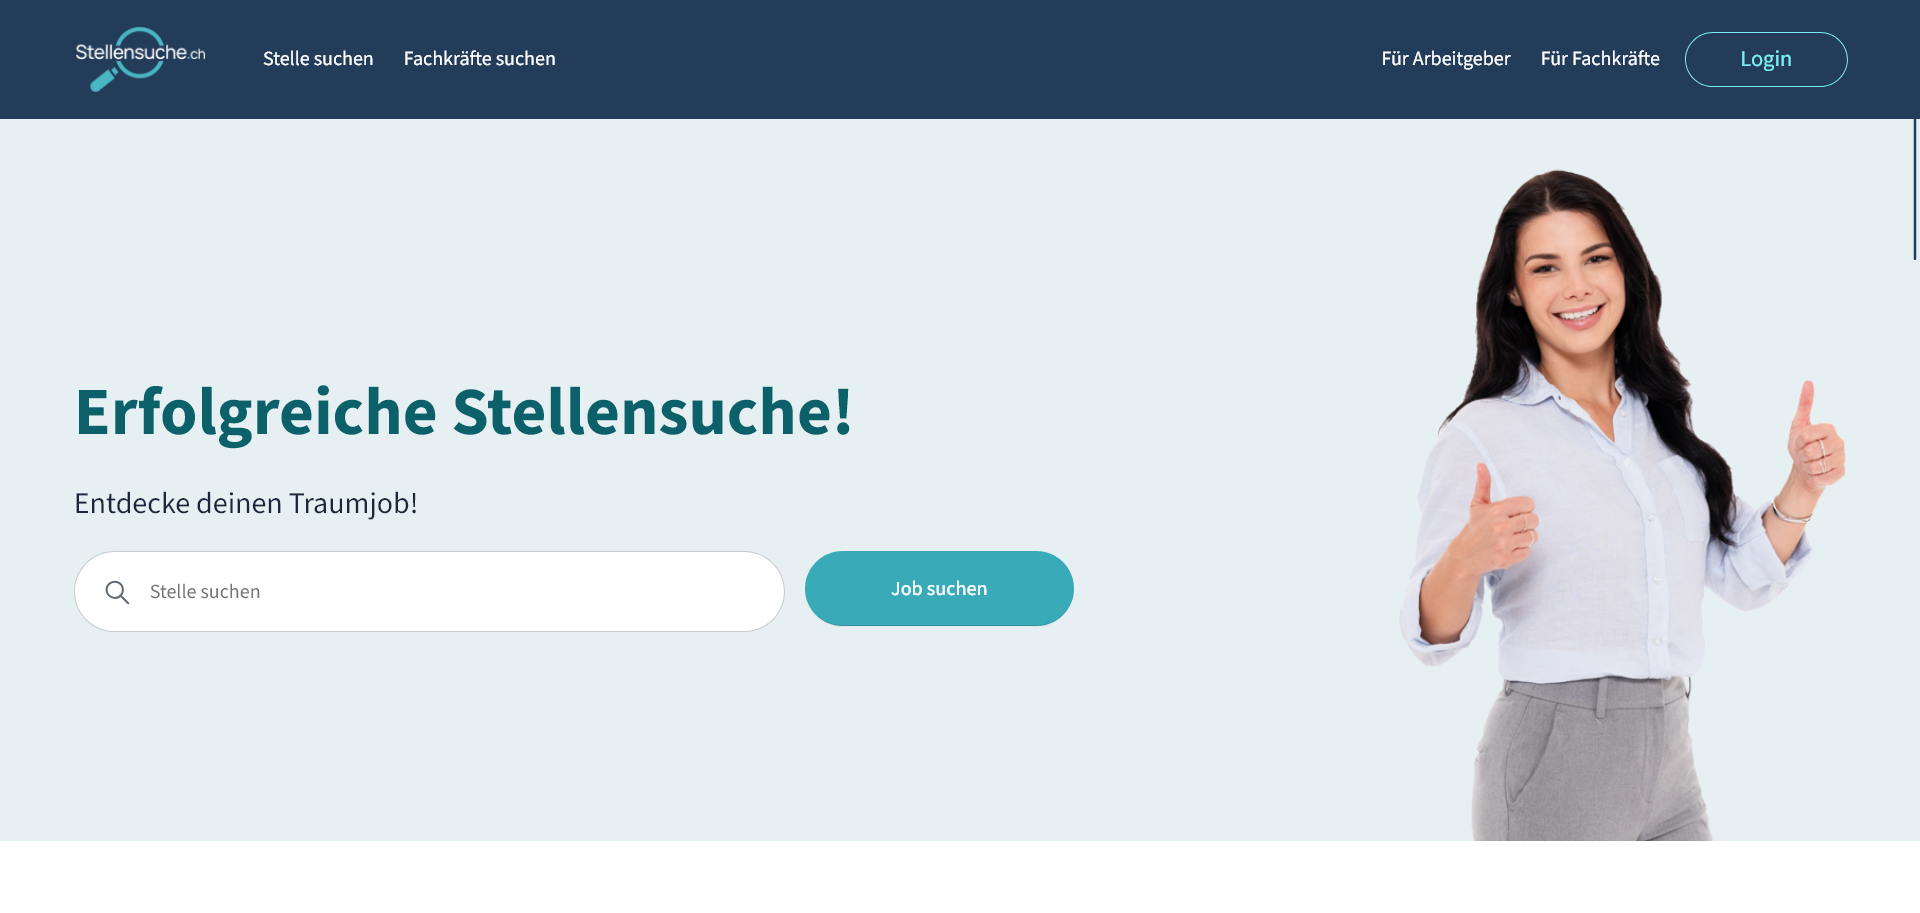 Stellensuche.ch
Stelle suchen
Fachkräfte suchen
Für Arbeitgeber
Für Fachkräfte
Login
Erfolgreiche Stellensuche!
Entdecke deinen Traumjob!
Stelle suchen
Job suchen